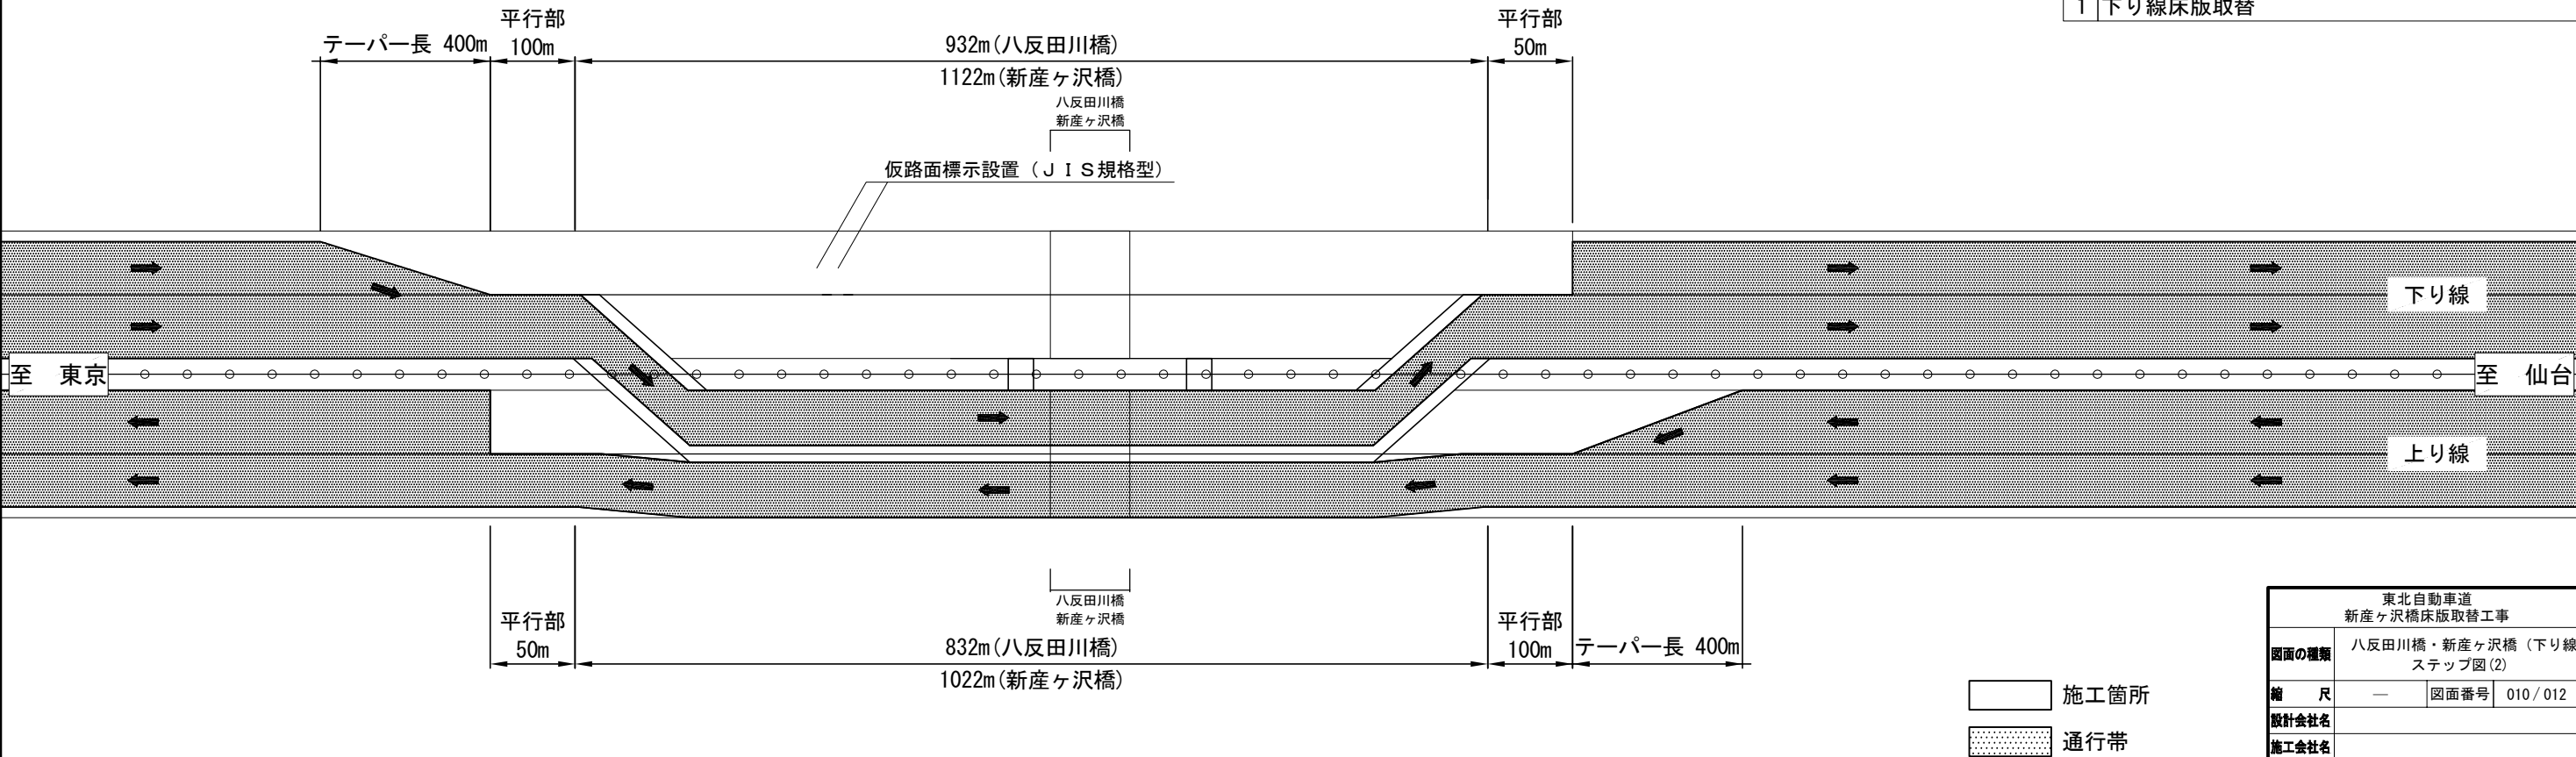 1 下り線床版取替
平行部
100m
平行部
50m
テーパー長 400m
932m(八反田川橋)
1122m(新産ヶ沢橋)
八反田川橋
新産ヶ沢橋
仮路面標示設置（ＪＩＳ規格型）
下り線
至 東京
至 仙台
上り線
八反田川橋
新産ヶ沢橋
平行部
50m
832m(八反田川橋)
1022m(新産ヶ沢橋)
平行部
100m
テーパー長 400m
施工箇所
通行帯
東北自動車道
新産ヶ沢橋床版取替工事
図面の種類 八反田川橋・新産ヶ沢橋（下り線
ステップ図(2)
縮 尺 ― 図面番号 010/012
設計会社名
施工会社名